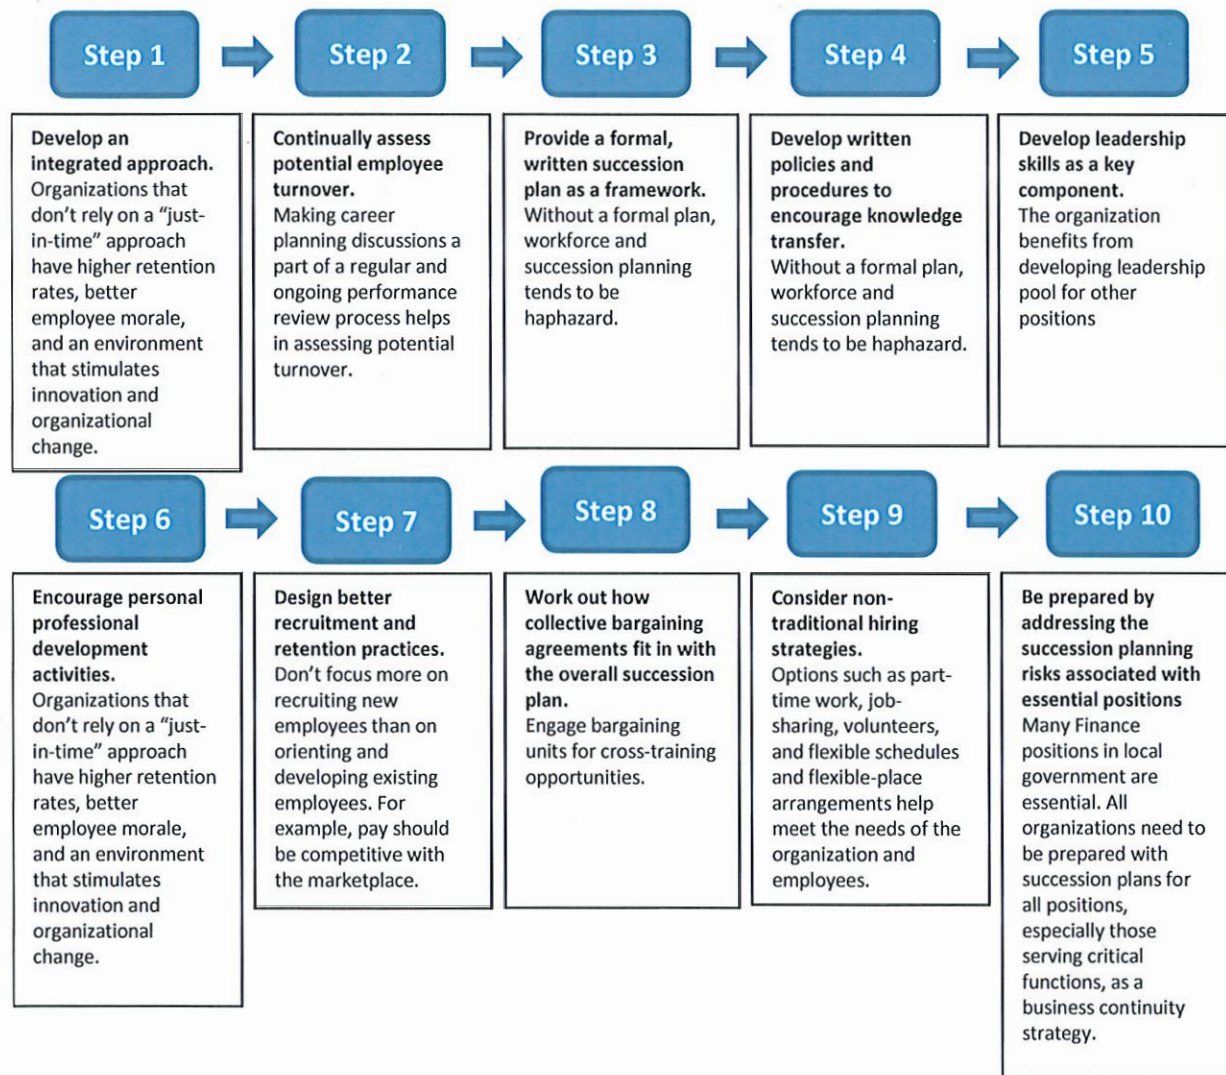 Step 1
Step 2
Step 3
Step 4
Step 5
Develop an
integrated approach.
Organizations that
don’t rely on a “just-
in-time” approach
have higher retention
rates, better
employee morale,
and an environment
that stimulates
innovation and
organizational
change.
Continually assess
potential employee
turnover.
Making career
planning discussions a
part of a regular and
ongoing performance
review process helps
in assessing potential
turnover.
Provide a formal,
written succession
plan as a framework.
Without a formal plan,
workforce and
succession planning
tends to be
haphazard.
Develop written
policies and
procedures to
encourage knowledge
transfer.
Without a formal plan,
workforce and
succession planning
tends to be haphazard.
Develop leadership
skills as a key
component.
The organization
benefits from
developing leadership
pool for other
positions
Step 6
Step 7
Step 8
Step 9
Step 10
Encourage personal
professional
development
activities.
Organizations that
don’t rely on a “just-
in-time” approach
have higher retention
rates, better
employee morale,
and an environment
that stimulates
innovation and
organizational
change.
Design better
recruitment and
retention practices.
Don’t focus more on
recruiting new
employees than on
orienting and
developing existing
employees. For
example, pay should
be competitive with
the marketplace.
Work out how
collective bargaining
agreements fit in with
the overall succession
plan.
Engage bargaining
units for cross-training
opportunities.
Consider non-
traditional hiring
strategies.
Options such as part-
time work, job-
sharing, volunteers,
and flexible schedules
and flexible-place
arrangements help
meet the needs of the
organization and
employees.
Be prepared by
addressing the
succession planning
risks associated with
essential positions
Many Finance
positions in local
government are
essential. All
organizations need to
be prepared with
succession plans for
all positions,
especially those
serving critical
functions, as a
business continuity
strategy.